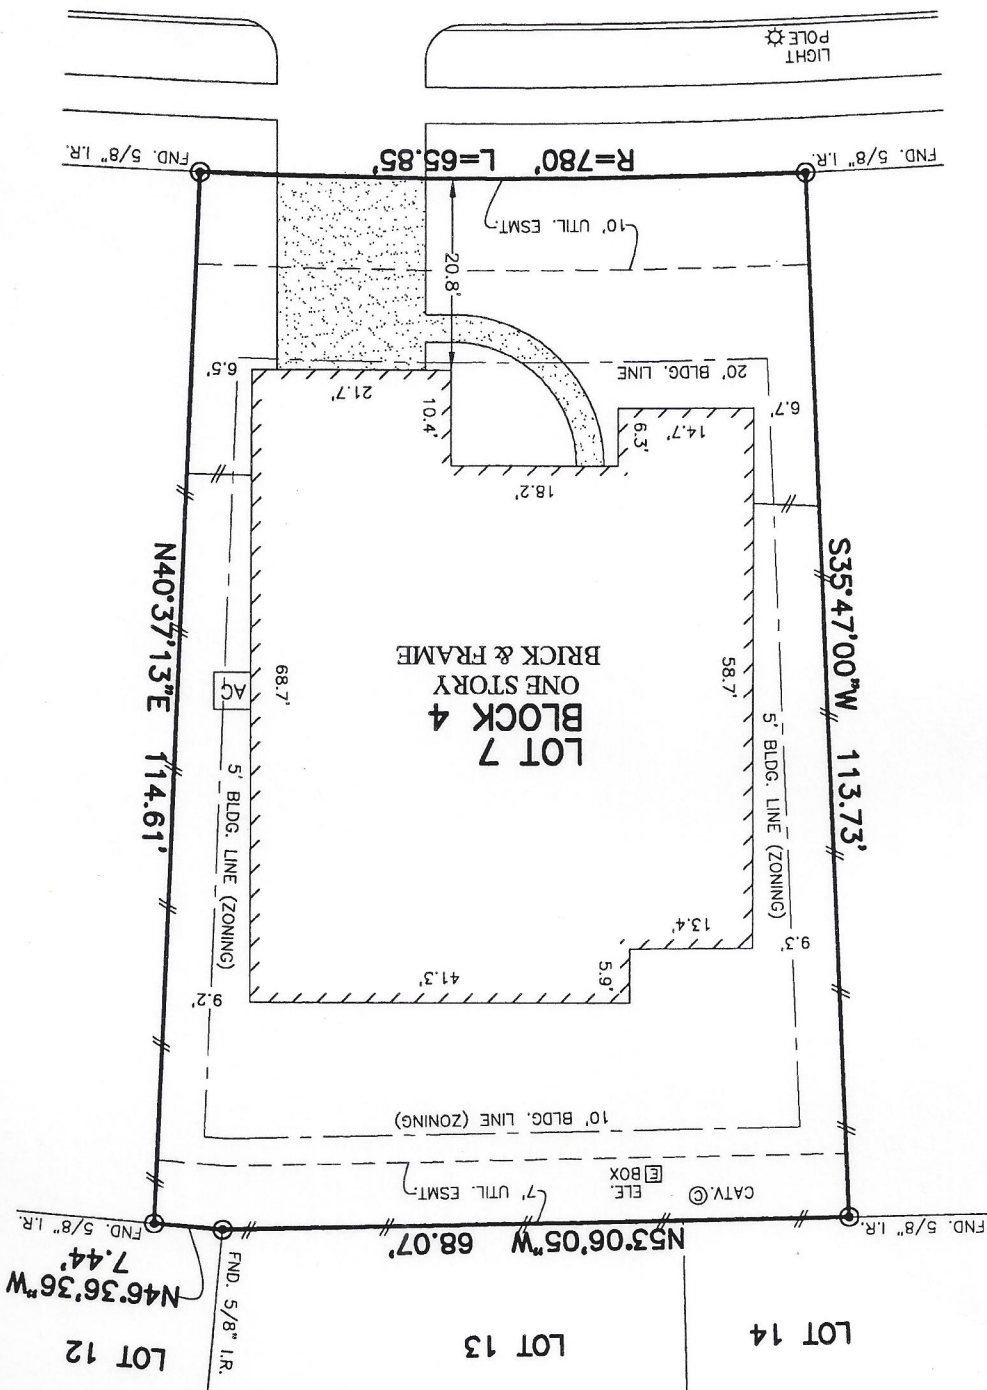 LOT 14
LOT 13
LOT 12
N46°36'36"W
7.44'
FND. 5/8" I.R.
FND. 5/8" I.R.
N53°06'05"W 68.07'
FND. 5/8" I.R.
CATV. C
ELE.
E BOX
7' UTIL. ESMT.
10' BLDG. LINE (ZONING)
9.3'
13.4'
5.9'
41.3'
9.2'
S35°47'00"W 113.73'
5' BLDG. LINE (ZONING)
58.7'
LOT 7
BLOCK 4
ONE STORY
BRICK & FRAME
68.7'
AC
5' BLDG. LINE (ZONING)
N40°37'13"E 114.61'
18.2'
6.3'
14.7'
6.7'
10.4'
21.7'
6.5'
20' BLDG. LINE
20.8'
10' UTIL. ESMT.
FND. 5/8" I.R.
R=780' L=65.85'
FND. 5/8" I.R.
LIGHT
POLE